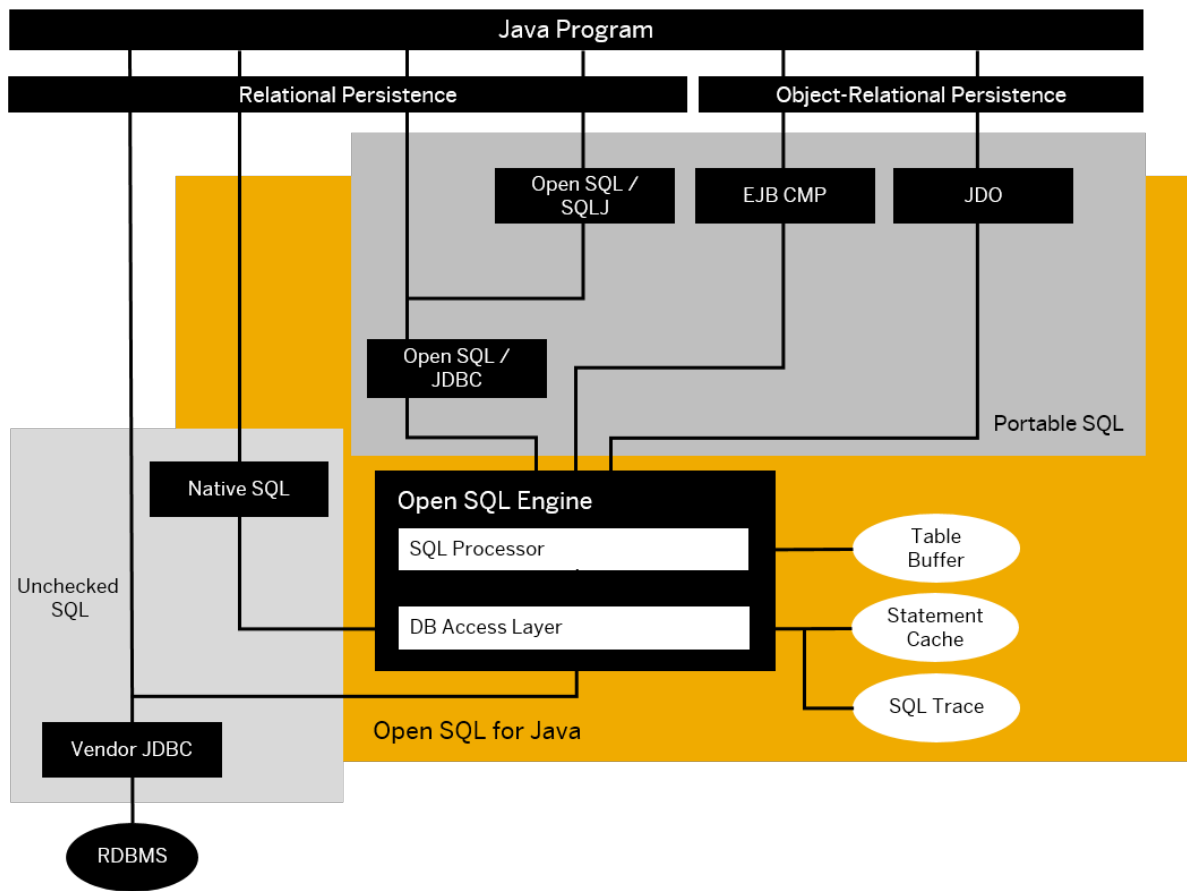 Java Program
Relational Persistence
Object-Relational Persistence
Open SQL /
SQLJ
EJB CMP
JDO
Open SQL /
JDBC
Portable SQL
Native SQL
Open SQL Engine
SQL Processor
Table
Buffer
Unchecked
SQL
DB Access Layer
Statement
Cache
SQL Trace
Open SQL for Java
Vendor JDBC
RDBMS